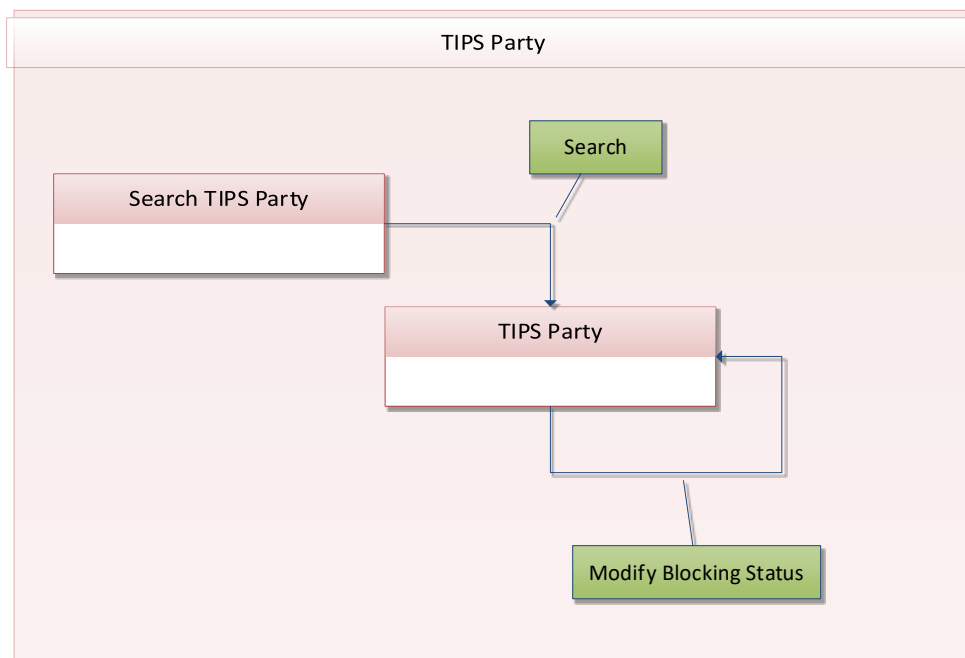 TIPS Party
Search
Search TIPS Party
TIPS Party
Modify Blocking Status